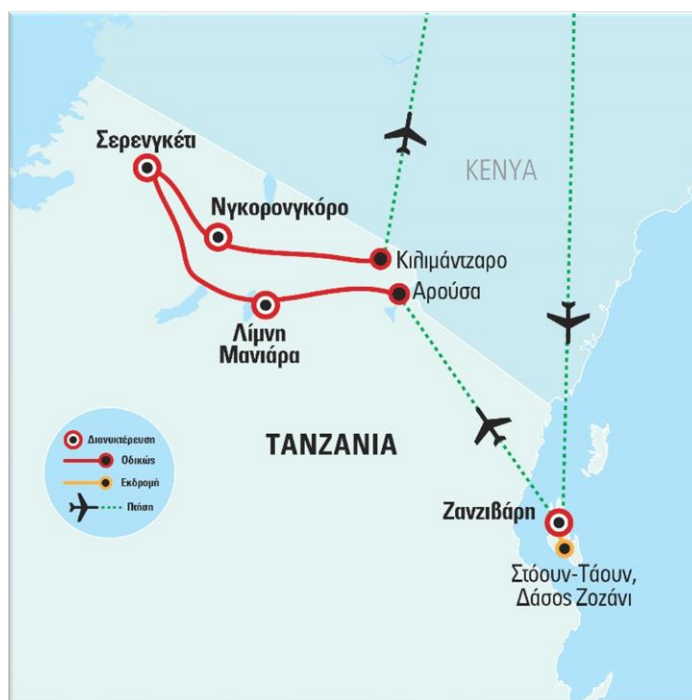 Σερενγκέτι
KENYA
Νγκορονγκόρο
Κιλιμάντζαρο
Αρούσα
Λίμνη
Μανιάρα
TANZANIA
Διανυκτέρευση
Οδικώς
Εκδρομή
Πτήση
Ζανζιβάρη
Στόουν-Τάουν,
Δάσος Ζοζάνι